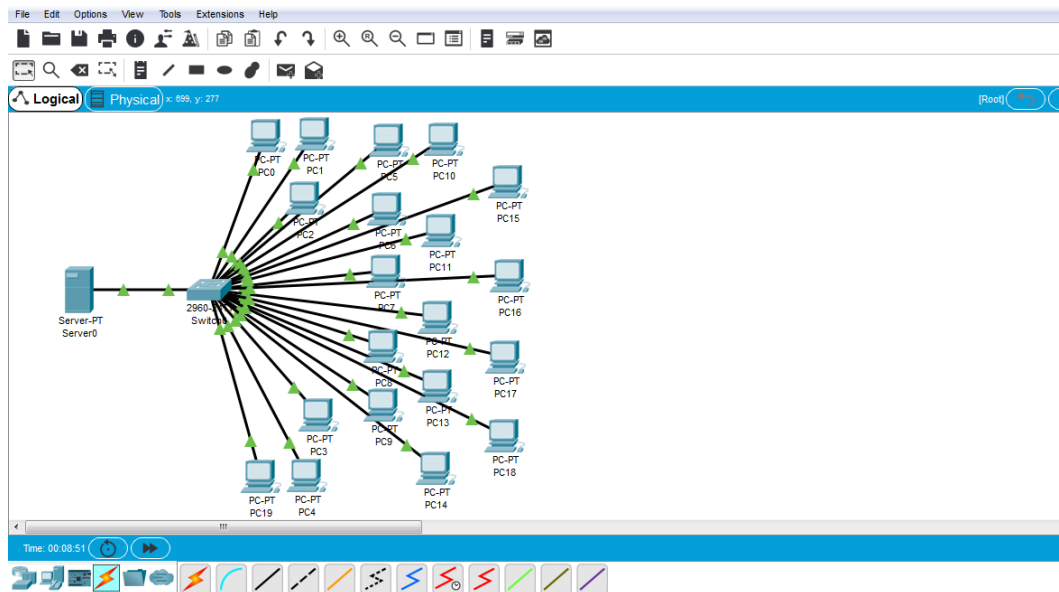 File Edit Options View Tools Extensions Help
Logical Physical x: 699, y: 277 [Root]
PC-PT
PC0
PC-PT
PC1
PC-PT
PC5
PC-PT
PC10
PC-PT
PC15
PC-PT
PC2
PC-PT
PC6
PC-PT
PC11
PC-PT
PC7
PC-PT
PC16
Server-PT
Server0
2960-
Switch0
PC-PT
PC12
PC-PT
PC8
PC-PT
PC17
PC-PT
PC13
PC-PT
PC9
PC-PT
PC3
PC-PT
PC18
PC-PT
PC19
PC-PT
PC4
PC-PT
PC14
Time: 00:08:51